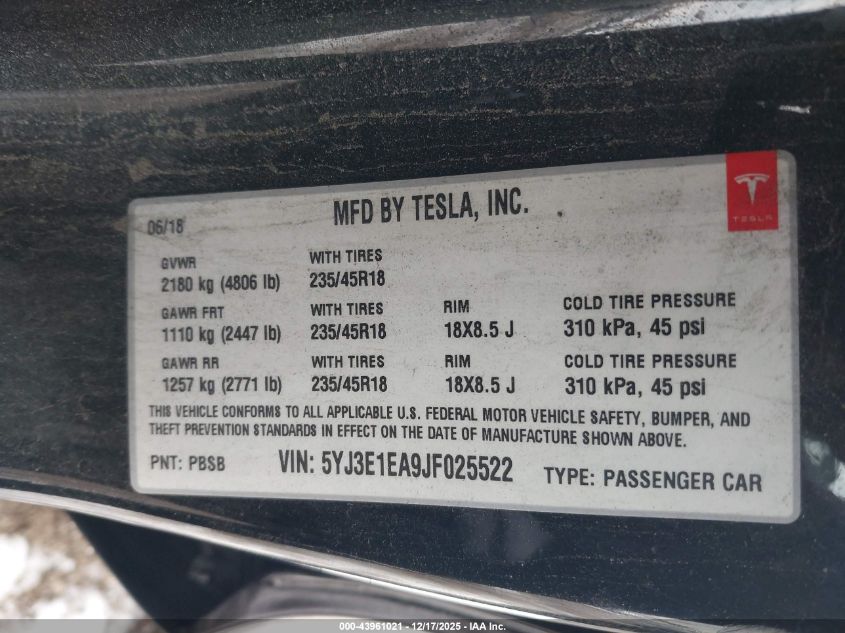 TESLA
06/18
MFD BY TESLA, INC.
GVWR WITH TIRES
2180 kg (4806 lb) 235/45R18
GAWR FRT WITH TIRES RIM COLD TIRE PRESSURE
1110 kg (2447 lb) 235/45R18 18X8.5 J 310 kPa, 45 psi
GAWR RR WITH TIRES RIM COLD TIRE PRESSURE
1257 kg (2771 lb) 235/45R18 18X8.5 J 310 kPa, 45 psi
THIS VEHICLE CONFORMS TO ALL APPLICABLE U.S. FEDERAL MOTOR VEHICLE SAFETY, BUMPER, AND
THEFT PREVENTION STANDARDS IN EFFECT ON THE DATE OF MANUFACTURE SHOWN ABOVE.
PNT: PBSB VIN: 5YJ3E1EA9JF025522 TYPE: PASSENGER CAR
000-43961021 - 12/17/2025 - IAA Inc.